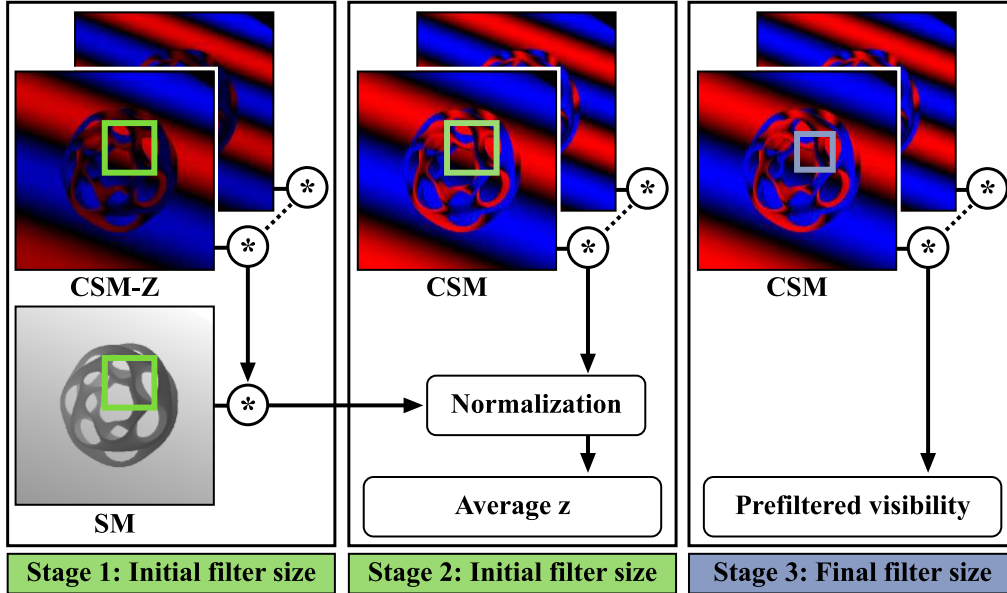 *
*
CSM-Z
*
SM
Stage 1: Initial filter size
*
*
CSM
Normalization
Average z
Stage 2: Initial filter size
*
*
CSM
Prefiltered visibility
Stage 3: Final filter size